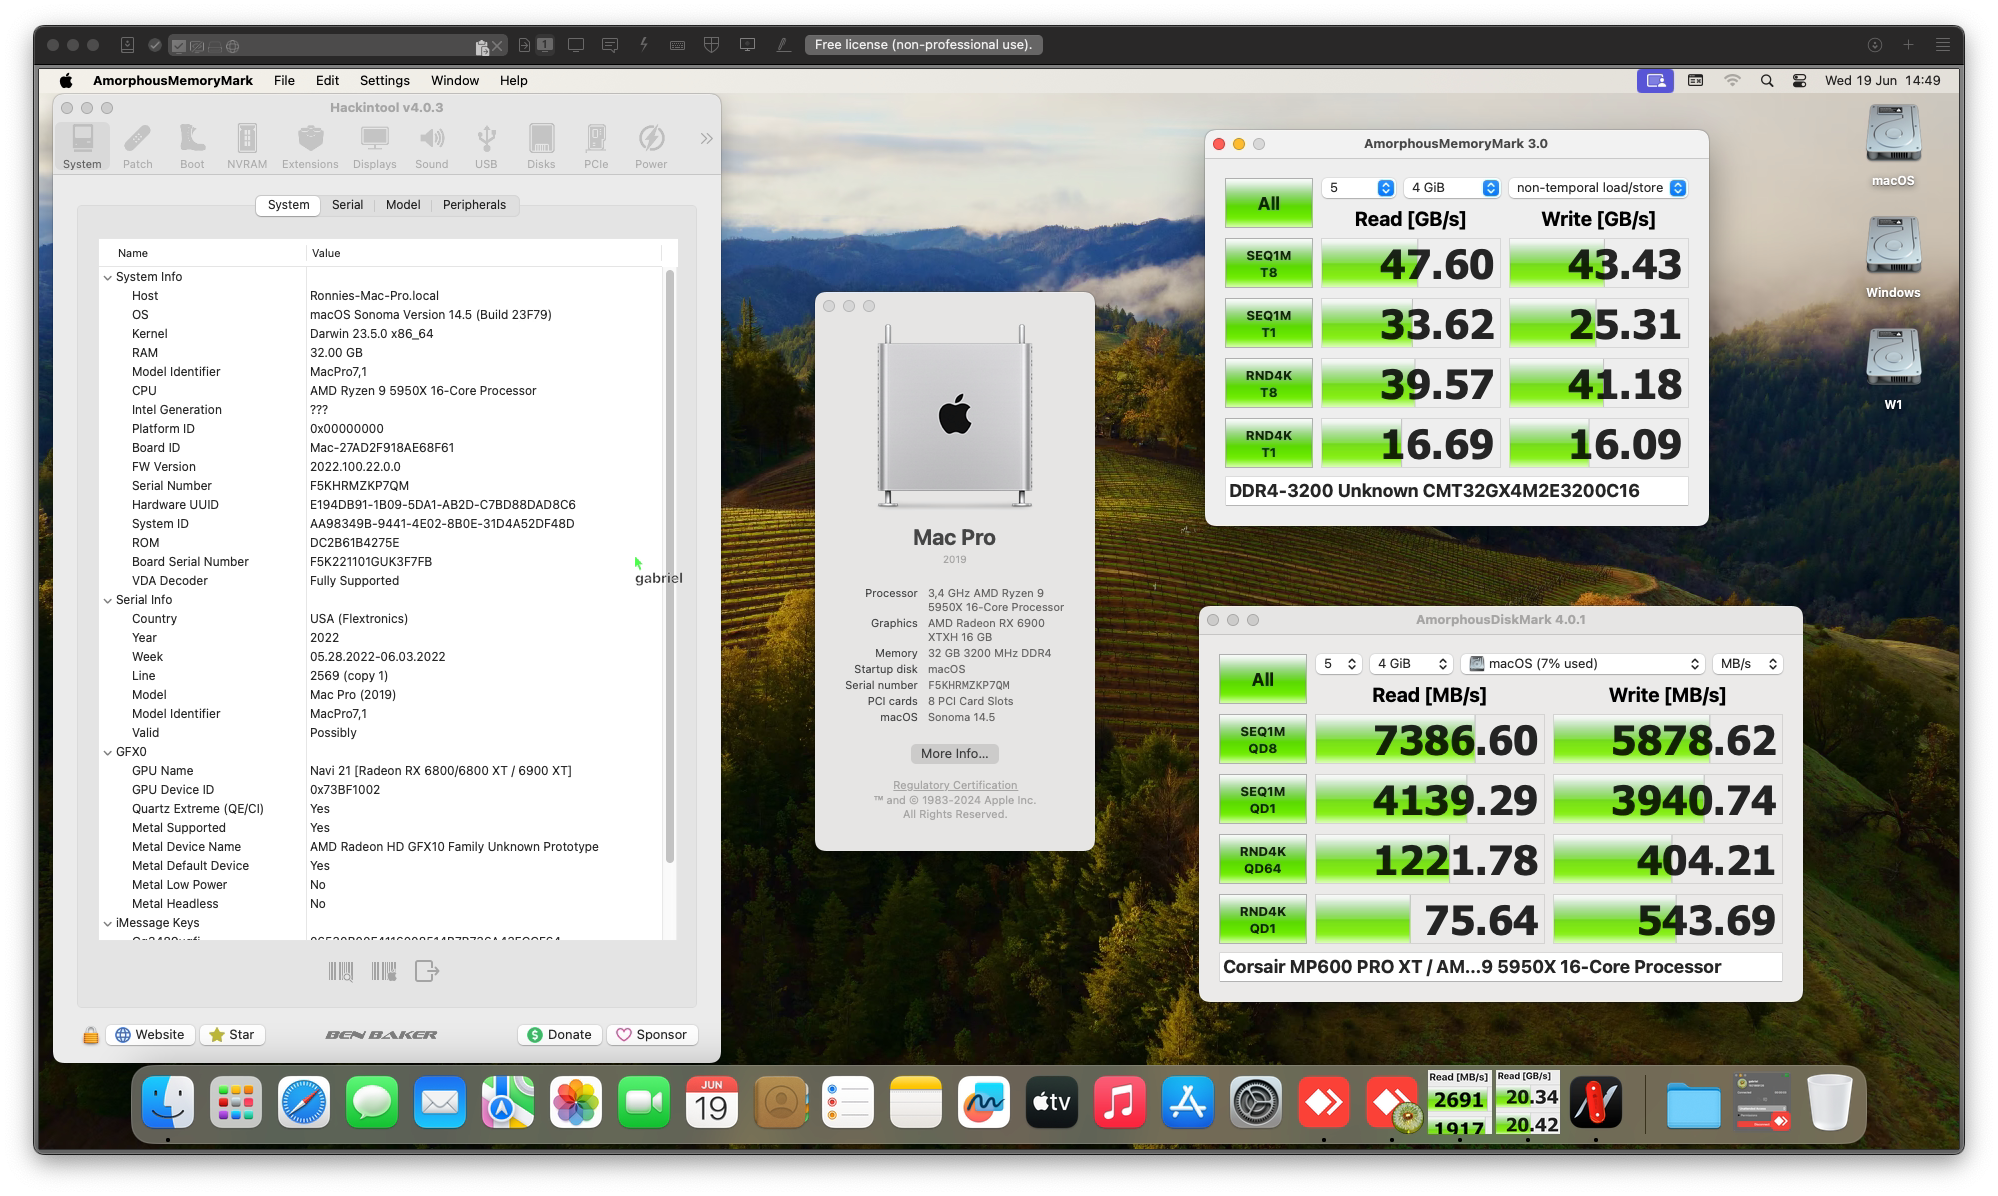 Free license (non-professional use).
AmorphousMemoryMark File Edit Settings Window Help
Wed 19 Jun 14:49
Hackintool v4.0.3
System Patch Boot NVRAM Extensions Displays Sound USB Disks PCIe Power
System Serial Model Peripherals
Name Value
System Info
Host Ronnies-Mac-Pro.local
OS macOS Sonoma Version 14.5 (Build 23F79)
Kernel Darwin 23.5.0 x86_64
RAM 32.00 GB
Model Identifier MacPro7,1
CPU AMD Ryzen 9 5950X 16-Core Processor
Intel Generation ???
Platform ID 0x00000000
Board ID Mac-27AD2F918AE68F61
FW Version 2022.100.22.0.0
Serial Number F5KHRMZKP7QM
Hardware UUID E194DB91-1B09-5DA1-AB2D-C7BD88DAD8C6
System ID AA98349B-9441-4E02-8B0E-31D4A52DF48D
ROM DC2B61B4275E
Board Serial Number F5K221101GUK3F7FB
VDA Decoder Fully Supported
Serial Info
Country USA (Flextronics)
Year 2022
Week 05.28.2022-06.03.2022
Line 2569 (copy 1)
Model Mac Pro (2019)
Model Identifier MacPro7,1
Valid Possibly
GFX0
GPU Name Navi 21 [Radeon RX 6800/6800 XT / 6900 XT]
GPU Device ID 0x73BF1002
Quartz Extreme (QE/CI) Yes
Metal Supported Yes
Metal Device Name AMD Radeon HD GFX10 Family Unknown Prototype
Metal Default Device Yes
Metal Low Power No
Metal Headless No
iMessage Keys
Website Star BEN BAKER Donate Sponsor
gabriel
Mac Pro
2019
Processor 3,4 GHz AMD Ryzen 9
5950X 16-Core Processor
Graphics AMD Radeon RX 6900
XTXH 16 GB
Memory 32 GB 3200 MHz DDR4
Startup disk macOS
Serial number F5KHRMZKP7QM
PCI cards 8 PCI Card Slots
macOS Sonoma 14.5
More Info...
Regulatory Certification
™ and © 1983-2024 Apple Inc.
All Rights Reserved.
AmorphousMemoryMark 3.0
All 5 4 GiB non-temporal load/store
Read [GB/s] Write [GB/s]
SEQ1M T8 47.60 43.43
SEQ1M T1 33.62 25.31
RND4K T8 39.57 41.18
RND4K T1 16.69 16.09
DDR4-3200 Unknown CMT32GX4M2E3200C16
AmorphousDiskMark 4.0.1
All 5 4 GiB macOS (7% used) MB/s
Read [MB/s] Write [MB/s]
SEQ1M QD8 7386.60 5878.62
SEQ1M QD1 4139.29 3940.74
RND4K QD64 1221.78 404.21
RND4K QD1 75.64 543.69
Corsair MP600 PRO XT / AM...9 5950X 16-Core Processor
macOS
Windows
W1
JUN
19
tv
Read [MB/s]
2691
1917
Read [GB/s]
20.34
20.42